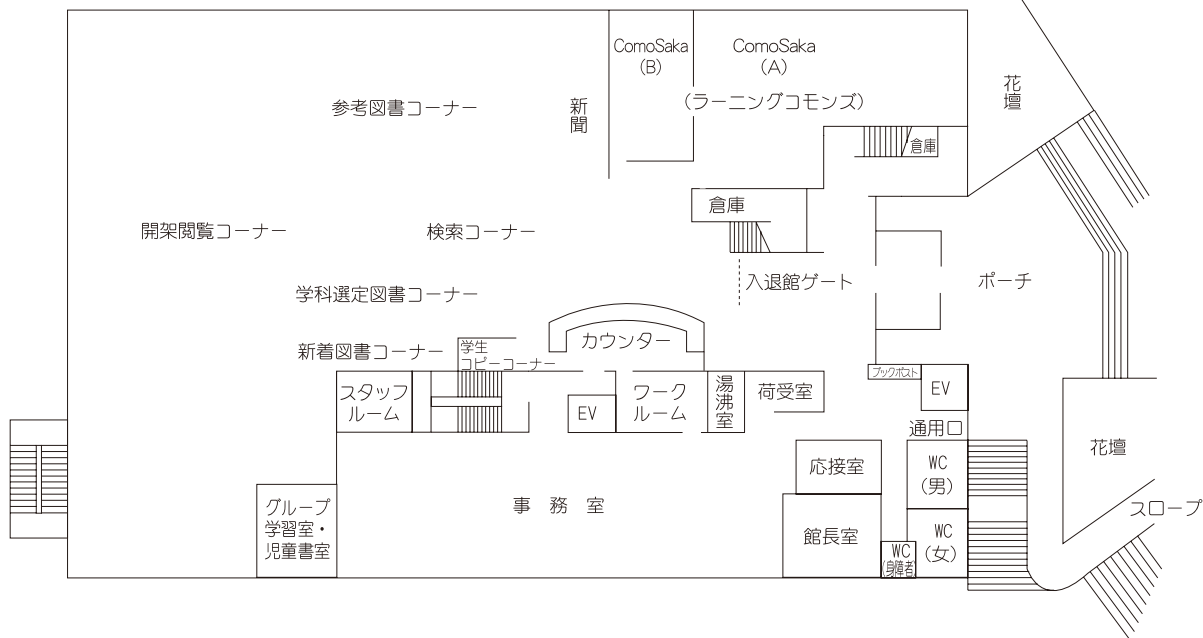 ComoSaka
(B)
ComoSaka
(A)
(ラーニングコモンズ)
花壇
参考図書コーナー
新聞
倉庫
倉庫
開架閲覧コーナー
検索コーナー
入退館ゲート
ポーチ
学科選定図書コーナー
カウンター
新着図書コーナー
学生
コピーコーナー
ブックポスト
スタッフ
ルーム
EV
ワーク
ルーム
湯沸室
荷受室
EV
通用口
花壇
応接室
WC
(男)
スロープ
グループ
学習室・
児童書室
事務室
館長室
WC
(女)
WC
(身障者)